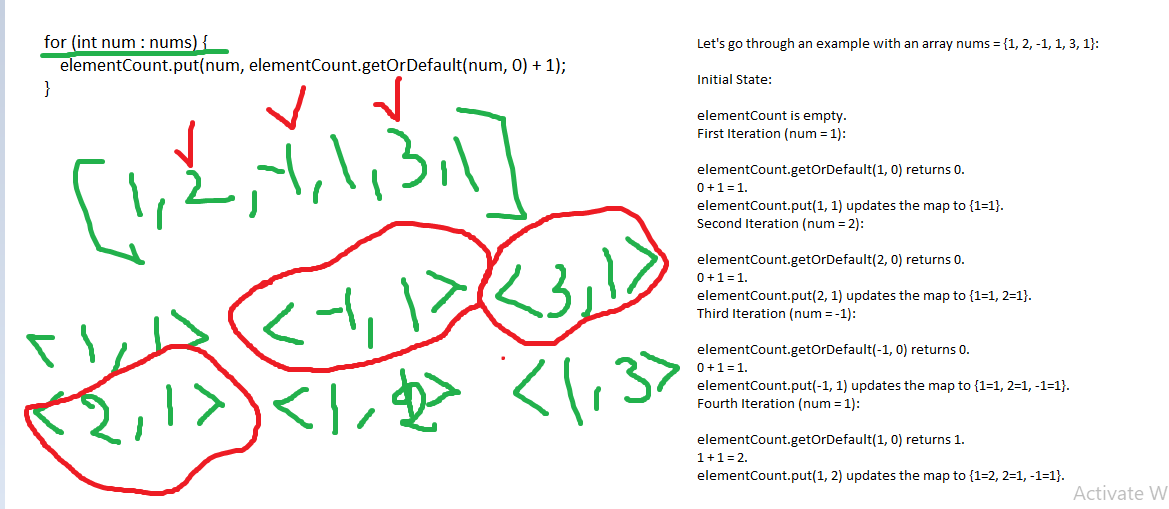 for (int num : nums) {
elementCount.put(num, elementCount.getOrDefault(num, 0) + 1);
}
[1, 2, -1, 1, 3, 1]
<-1, 1> <3, 1>
<1, 1>
<2, 1> <1, 2> <1, 3>
Let's go through an example with an array nums = {1, 2, -1, 1, 3, 1}:
Initial State:
elementCount is empty.
First Iteration (num = 1):
elementCount.getOrDefault(1, 0) returns 0.
0 + 1 = 1.
elementCount.put(1, 1) updates the map to {1=1}.
Second Iteration (num = 2):
elementCount.getOrDefault(2, 0) returns 0.
0 + 1 = 1.
elementCount.put(2, 1) updates the map to {1=1, 2=1}.
Third Iteration (num = -1):
elementCount.getOrDefault(-1, 0) returns 0.
0 + 1 = 1.
elementCount.put(-1, 1) updates the map to {1=1, 2=1, -1=1}.
Fourth Iteration (num = 1):
elementCount.getOrDefault(1, 0) returns 1.
1 + 1 = 2.
elementCount.put(1, 2) updates the map to {1=2, 2=1, -1=1}.
Activate W